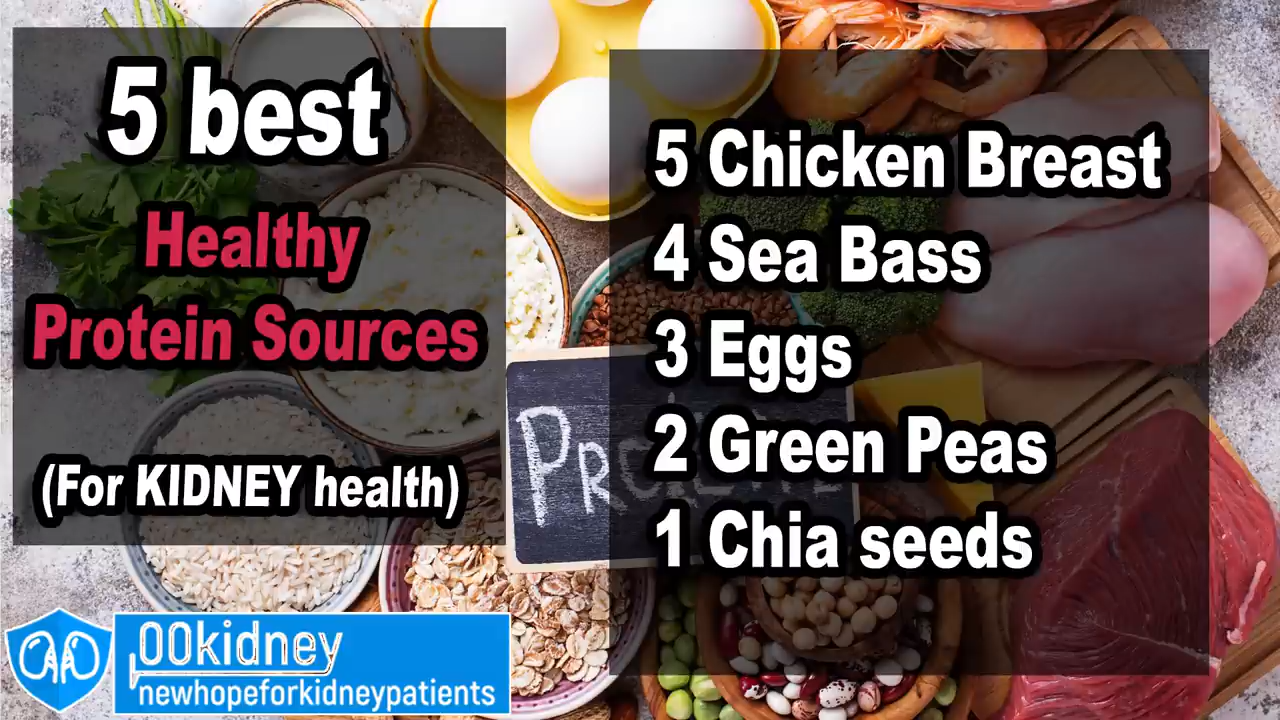 5 best
Healthy
Protein Sources
(For KIDNEY health)
5 Chicken Breast
4 Sea Bass
3 Eggs
2 Green Peas
1 Chia seeds
Protein
00kidney
newhopeforkidneypatients